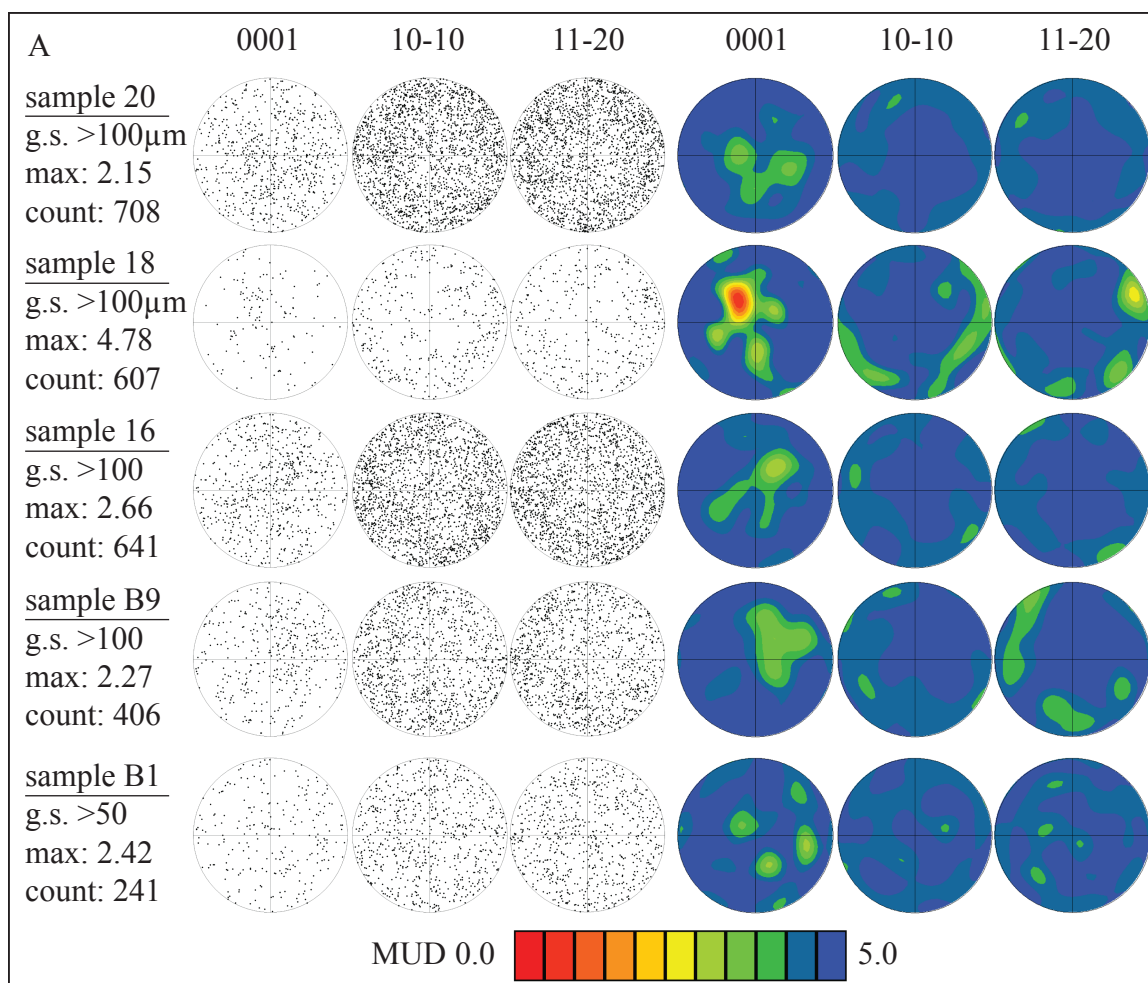 A
0001 10-10 11-20 0001 10-10 11-20
sample 20
g.s. >100µm
max: 2.15
count: 708
sample 18
g.s. >100µm
max: 4.78
count: 607
sample 16
g.s. >100
max: 2.66
count: 641
sample B9
g.s. >100
max: 2.27
count: 406
sample B1
g.s. >50
max: 2.42
count: 241
MUD 0.0 5.0